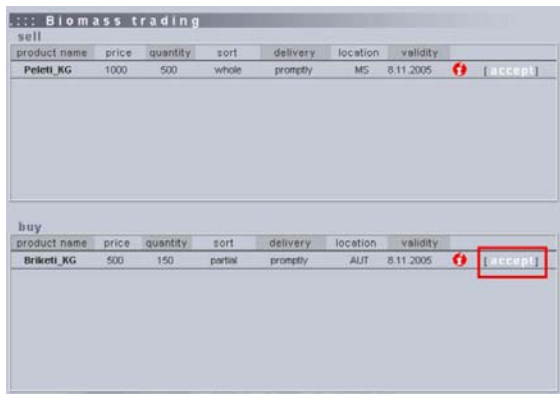 .:::: Biomass trading
sell
product name price quantity sort delivery location validity
Peleti_KG 1000 500 whole promptly MS 8.11.2005 i [accept]
buy
product name price quantity sort delivery location validity
Briketi_KG 500 150 partial promptly AUT 8.11.2005 i [accept]